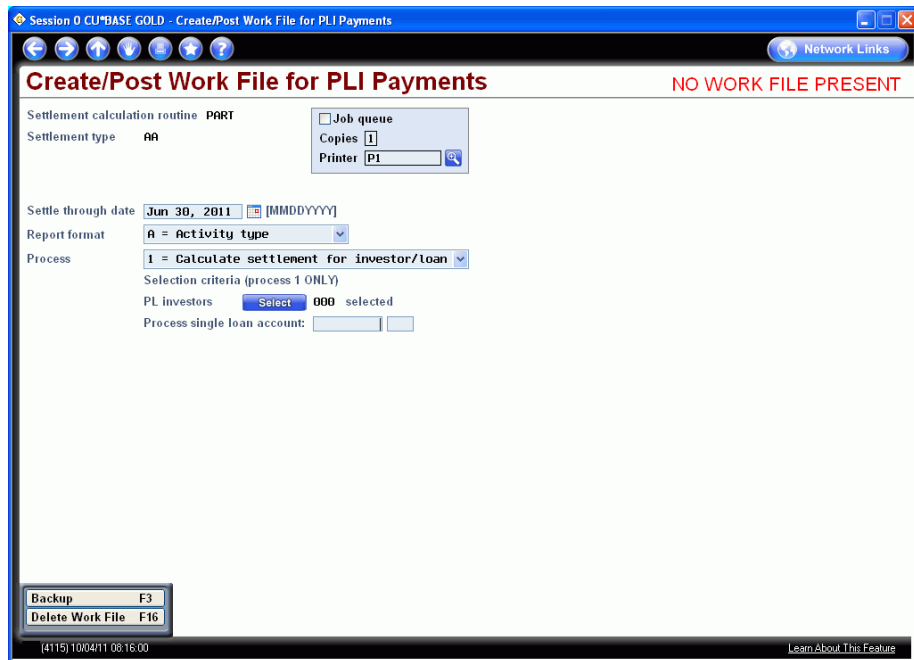 Session 0 CU*BASE GOLD - Create/Post Work File for PLI Payments
Network Links
Create/Post Work File for PLI Payments
NO WORK FILE PRESENT
Settlement calculation routine PART
Settlement type AA
Job queue
Copies 1
Printer P1
Settle through date Jun 30, 2011 [MMDDYYYY]
Report format A = Activity type
Process 1 = Calculate settlement for investor/loan
Selection criteria (process 1 ONLY)
PL investors Select 000 selected
Process single loan account:
Backup F3
Delete Work File F16
(4115) 10/04/11 08:16:00
Learn About This Feature